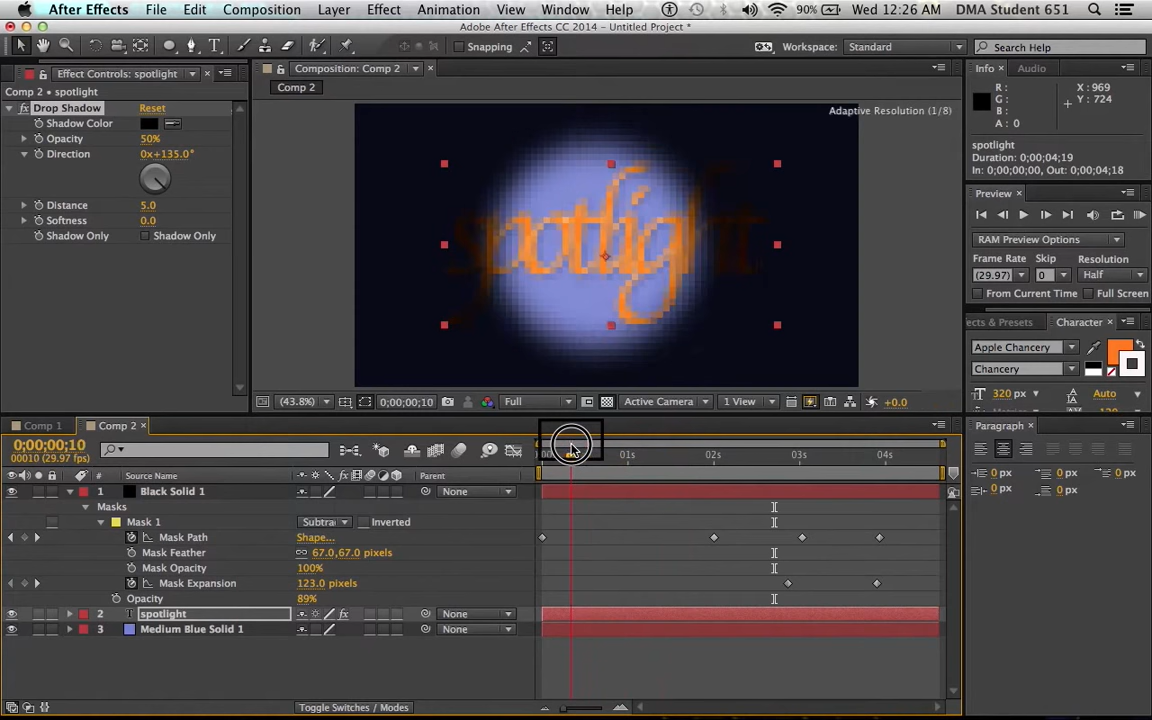 After Effects File Edit Composition Layer Effect Animation View Window Help 90% Wed 12:26 AM DMA Student 651
Adobe After Effects CC 2014 - Untitled Project *
Snapping Workspace: Standard Search Help
Effect Controls: spotlight
Comp 2 • spotlight
fx Drop Shadow Reset
Shadow Color
Opacity 50%
Direction 0x+135.0°
Distance 5.0
Softness 0.0
Shadow Only Shadow Only
Composition: Comp 2
Comp 2
Adaptive Resolution (1/8)
spotlight
(43.8%) 0;00;00;10 Full Active Camera 1 View +0.0
Info Audio
R : X : 969
G : Y : 724
B :
A : 0
spotlight
Duration: 0;00;04;19
In: 0;00;00;00, Out: 0;00;04;18
Preview
RAM Preview Options
Frame Rate Skip Resolution
(29.97) 0 Half
From Current Time Full Screen
Effects & Presets Character
Apple Chancery
Chancery
320 px Auto
Paragraph
0 px 0 px 0 px
0 px 0 px
Comp 1 Comp 2
0;00;00;10
00010 (29.97 fps)
01s 02s 03s 04s
# Source Name Parent
1 Black Solid 1 None
Masks
Mask 1 Subtra Inverted
Mask Path Shape...
Mask Feather 67.0,67.0 pixels
Mask Opacity 100%
Mask Expansion 123.0 pixels
Opacity 89%
2 T spotlight fx None
3 Medium Blue Solid 1 None
Toggle Switches / Modes